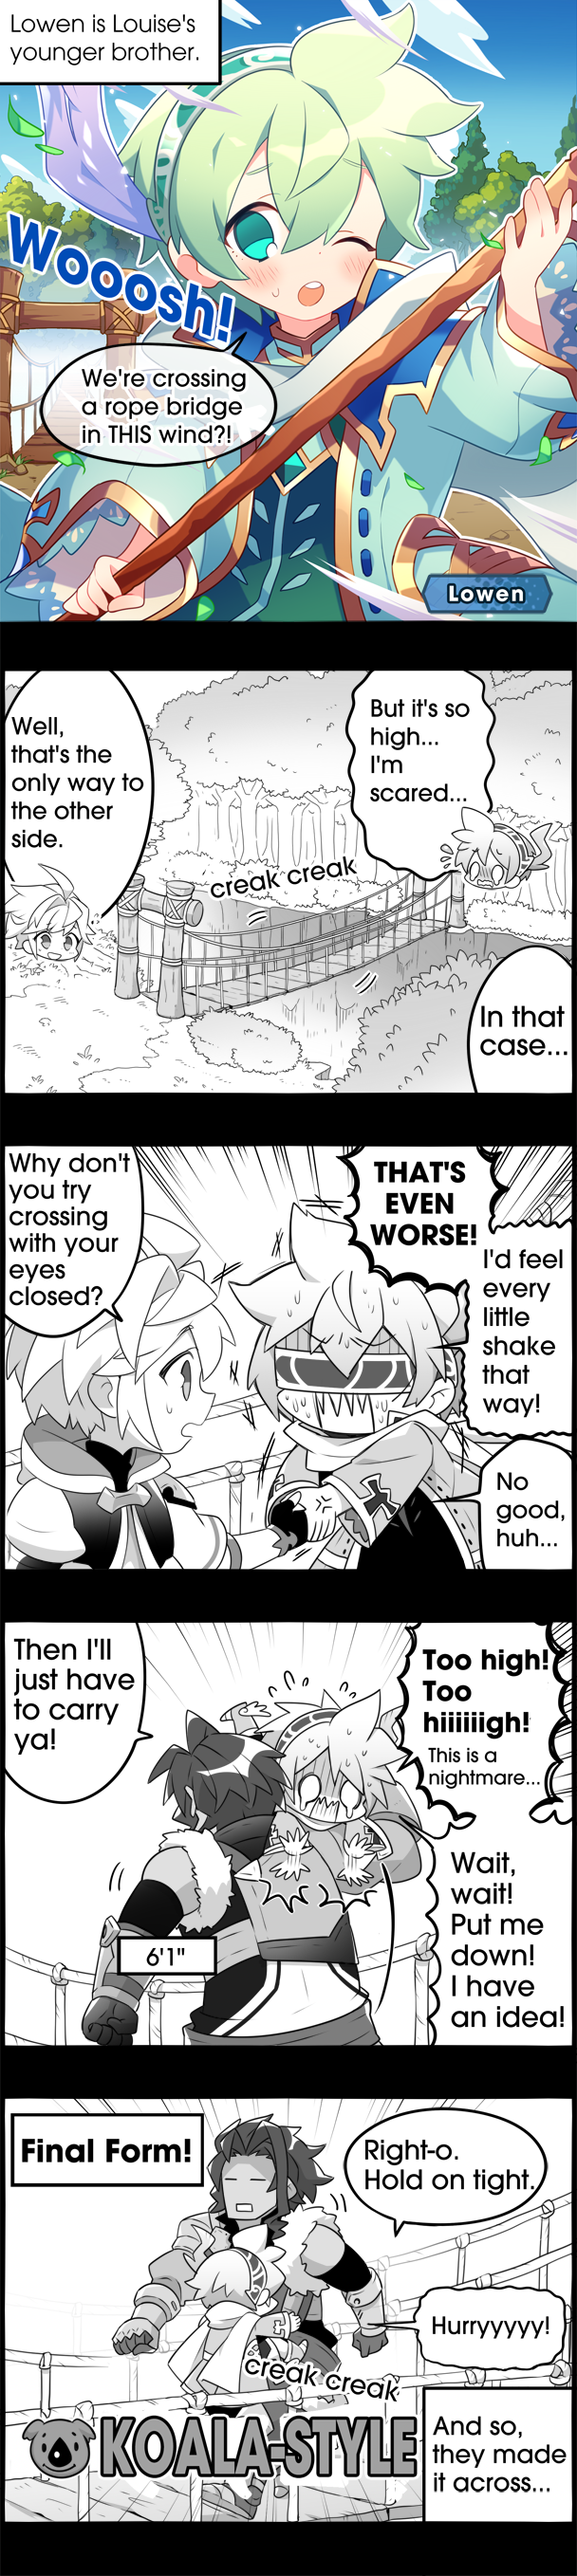 Lowen is Louise's
younger brother.
Wooosh!
We're crossing
a rope bridge
in THIS wind?!
Lowen
Well,
that's the
only way to
the other
side.
But it's so
high...
I'm
scared...
creak creak
In that
case...
Why don't
you try
crossing
with your
eyes
closed?
THAT'S
EVEN
WORSE!
I'd feel
every
little
shake
that
way!
No
good,
huh...
Then I'll
just have
to carry
ya!
Too high!
Too
hiiiiiigh!
This is a
nightmare...
6'1"
Wait,
wait!
Put me
down!
I have
an idea!
Final Form!
Right-o.
Hold on tight.
Hurryyyyy!
creak creak
KOALA-STYLE
And so,
they made
it across...